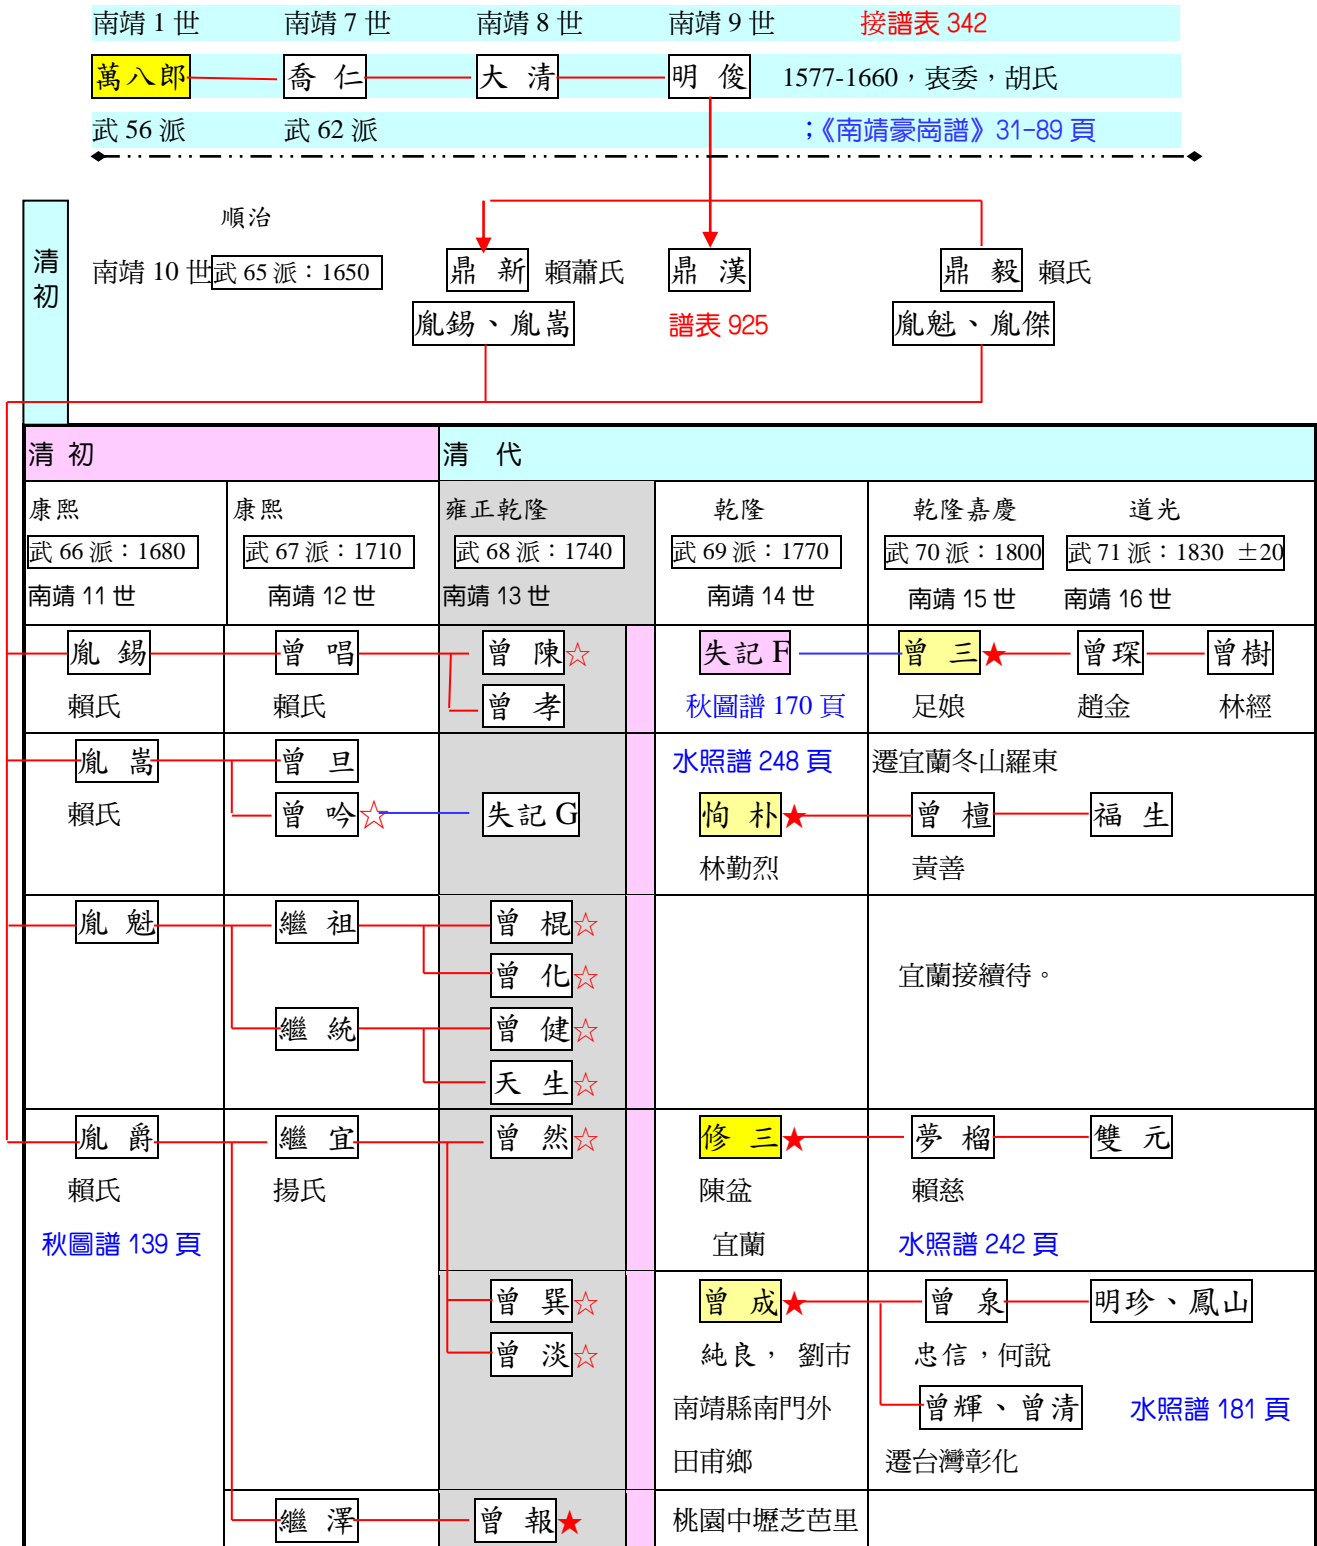 南靖 1 世 南靖 7 世 南靖 8 世 南靖 9 世 接譜表 342
萬八郎 喬 仁 大 清 明 俊 1577-1660，衷委，胡氏
武 56 派 武 62 派 ；《南靖豪崗譜》31-89 頁
順治
清初
南靖 10 世 武 65 派：1650 鼎 新 賴蕭氏 鼎 漢 鼎 毅 賴氏
胤錫、胤嵩 譜表 925 胤魁、胤傑
清 初 清 代
康熙 康熙 雍正乾隆 乾隆 乾隆嘉慶 道光
武 66 派：1680 武 67 派：1710 武 68 派：1740 武 69 派：1770 武 70 派：1800 武 71 派：1830 ±20
南靖 11 世 南靖 12 世 南靖 13 世 南靖 14 世 南靖 15 世 南靖 16 世
胤 錫 曾 唱 曾 陳☆ 失記 F 曾 三★ 曾琛 曾樹
賴氏 賴氏 曾 孝 秋圖譜 170 頁 足娘 趙金 林經
胤 嵩 曾 旦 水照譜 248 頁 遷宜蘭冬山羅東
賴氏 曾 吟☆ 失記 G 恂 朴★ 曾 檀 福 生
林勤烈 黃善
胤 魁 繼 祖 曾 棍☆
曾 化☆ 宜蘭接續待。
繼 統 曾 健☆
天 生☆
胤 爵 繼 宜 曾 然☆ 修 三★ 夢 榴 雙 元
賴氏 揚氏 陳盆 賴慈
秋圖譜 139 頁 宜蘭 水照譜 242 頁
曾 巽☆ 曾 成★ 曾 泉 明珍、鳳山
曾 淡☆ 純良， 劉市 忠信，何說
南靖縣南門外 曾輝、曾清 水照譜 181 頁
田甫鄉 遷台灣彰化
繼 澤 曾 報★ 桃園中壢芝芭里